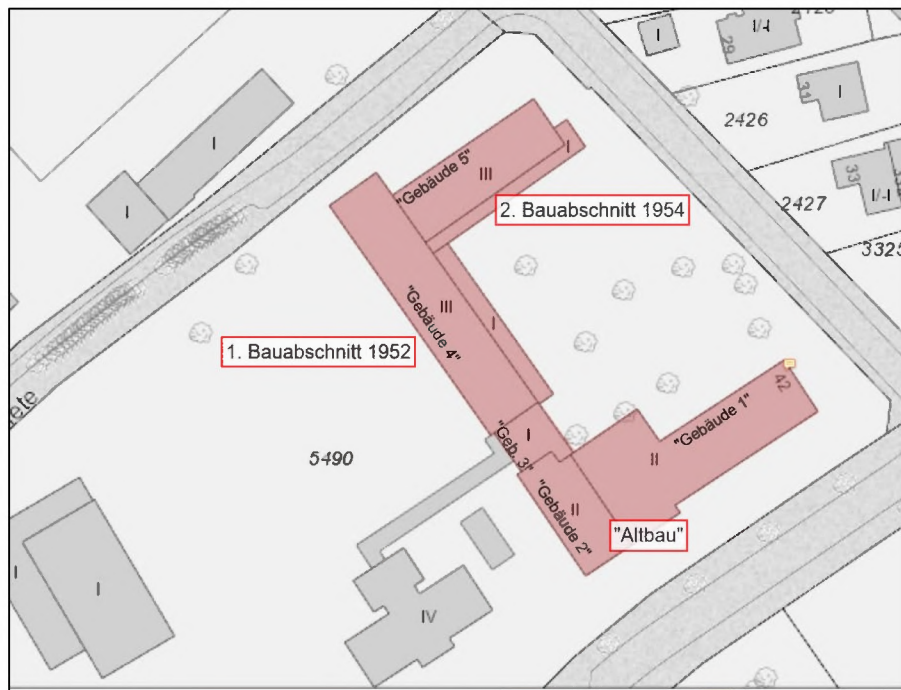 I
29
I/-I
31
I
2426
I
I
"Gebäude 5"
III
I
33
I/-I
2. Bauabschnitt 1954
2427
3325
"Gebäude 4"
III
I
1. Bauabschnitt 1952
42
"Gebäude 1"
ete
I
"Geb. 3"
II
5490
"Gebäude 2"
II
"Altbau"
I
I
IV